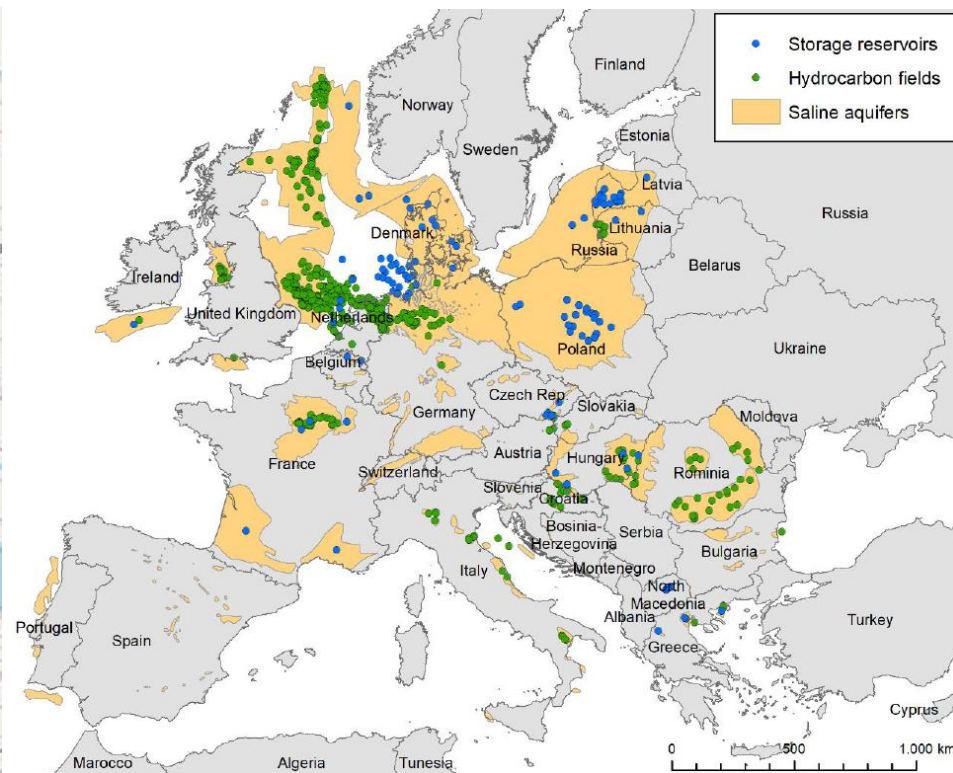 Storage reservoirs
Hydrocarbon fields
Saline aquifers
Finland
Norway
Sweden
Estonia
Latvia
Russia
Denmark
Lithuania
Russia
Belarus
Ireland
United Kingdom
Netherlands
Poland
Belgium
Ukraine
Czech Rep.
Germany
Slovakia
Moldova
France
Austria
Hungary
Switzerland
Rominia
Slovenia
Croatia
Bosinia-
Herzegovina
Serbia
Italy
Bulgaria
Montenegro
North
Macedonia
Albania
Portugal
Spain
Turkey
Greece
Cyprus
Marocco
Algeria
Tunesia
0
500
1.000 km